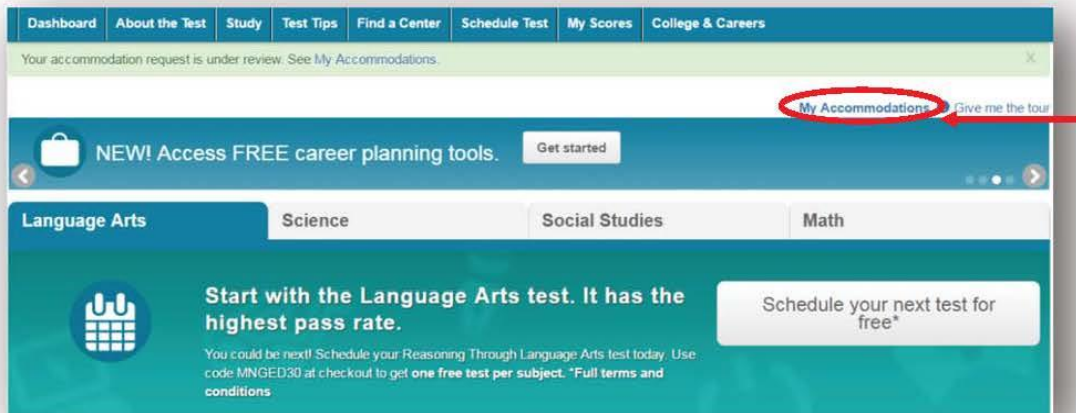 Dashboard About the Test Study Test Tips Find a Center Schedule Test My Scores College & Careers
Your accommodation request is under review. See My Accommodations. X
My Accommodations Give me the tour
NEW! Access FREE career planning tools. Get started
Language Arts Science Social Studies Math
Start with the Language Arts test. It has the
highest pass rate.
Schedule your next test for
free*
You could be next! Schedule your Reasoning Through Language Arts test today. Use
code MNGED30 at checkout to get one free test per subject. *Full terms and
conditions